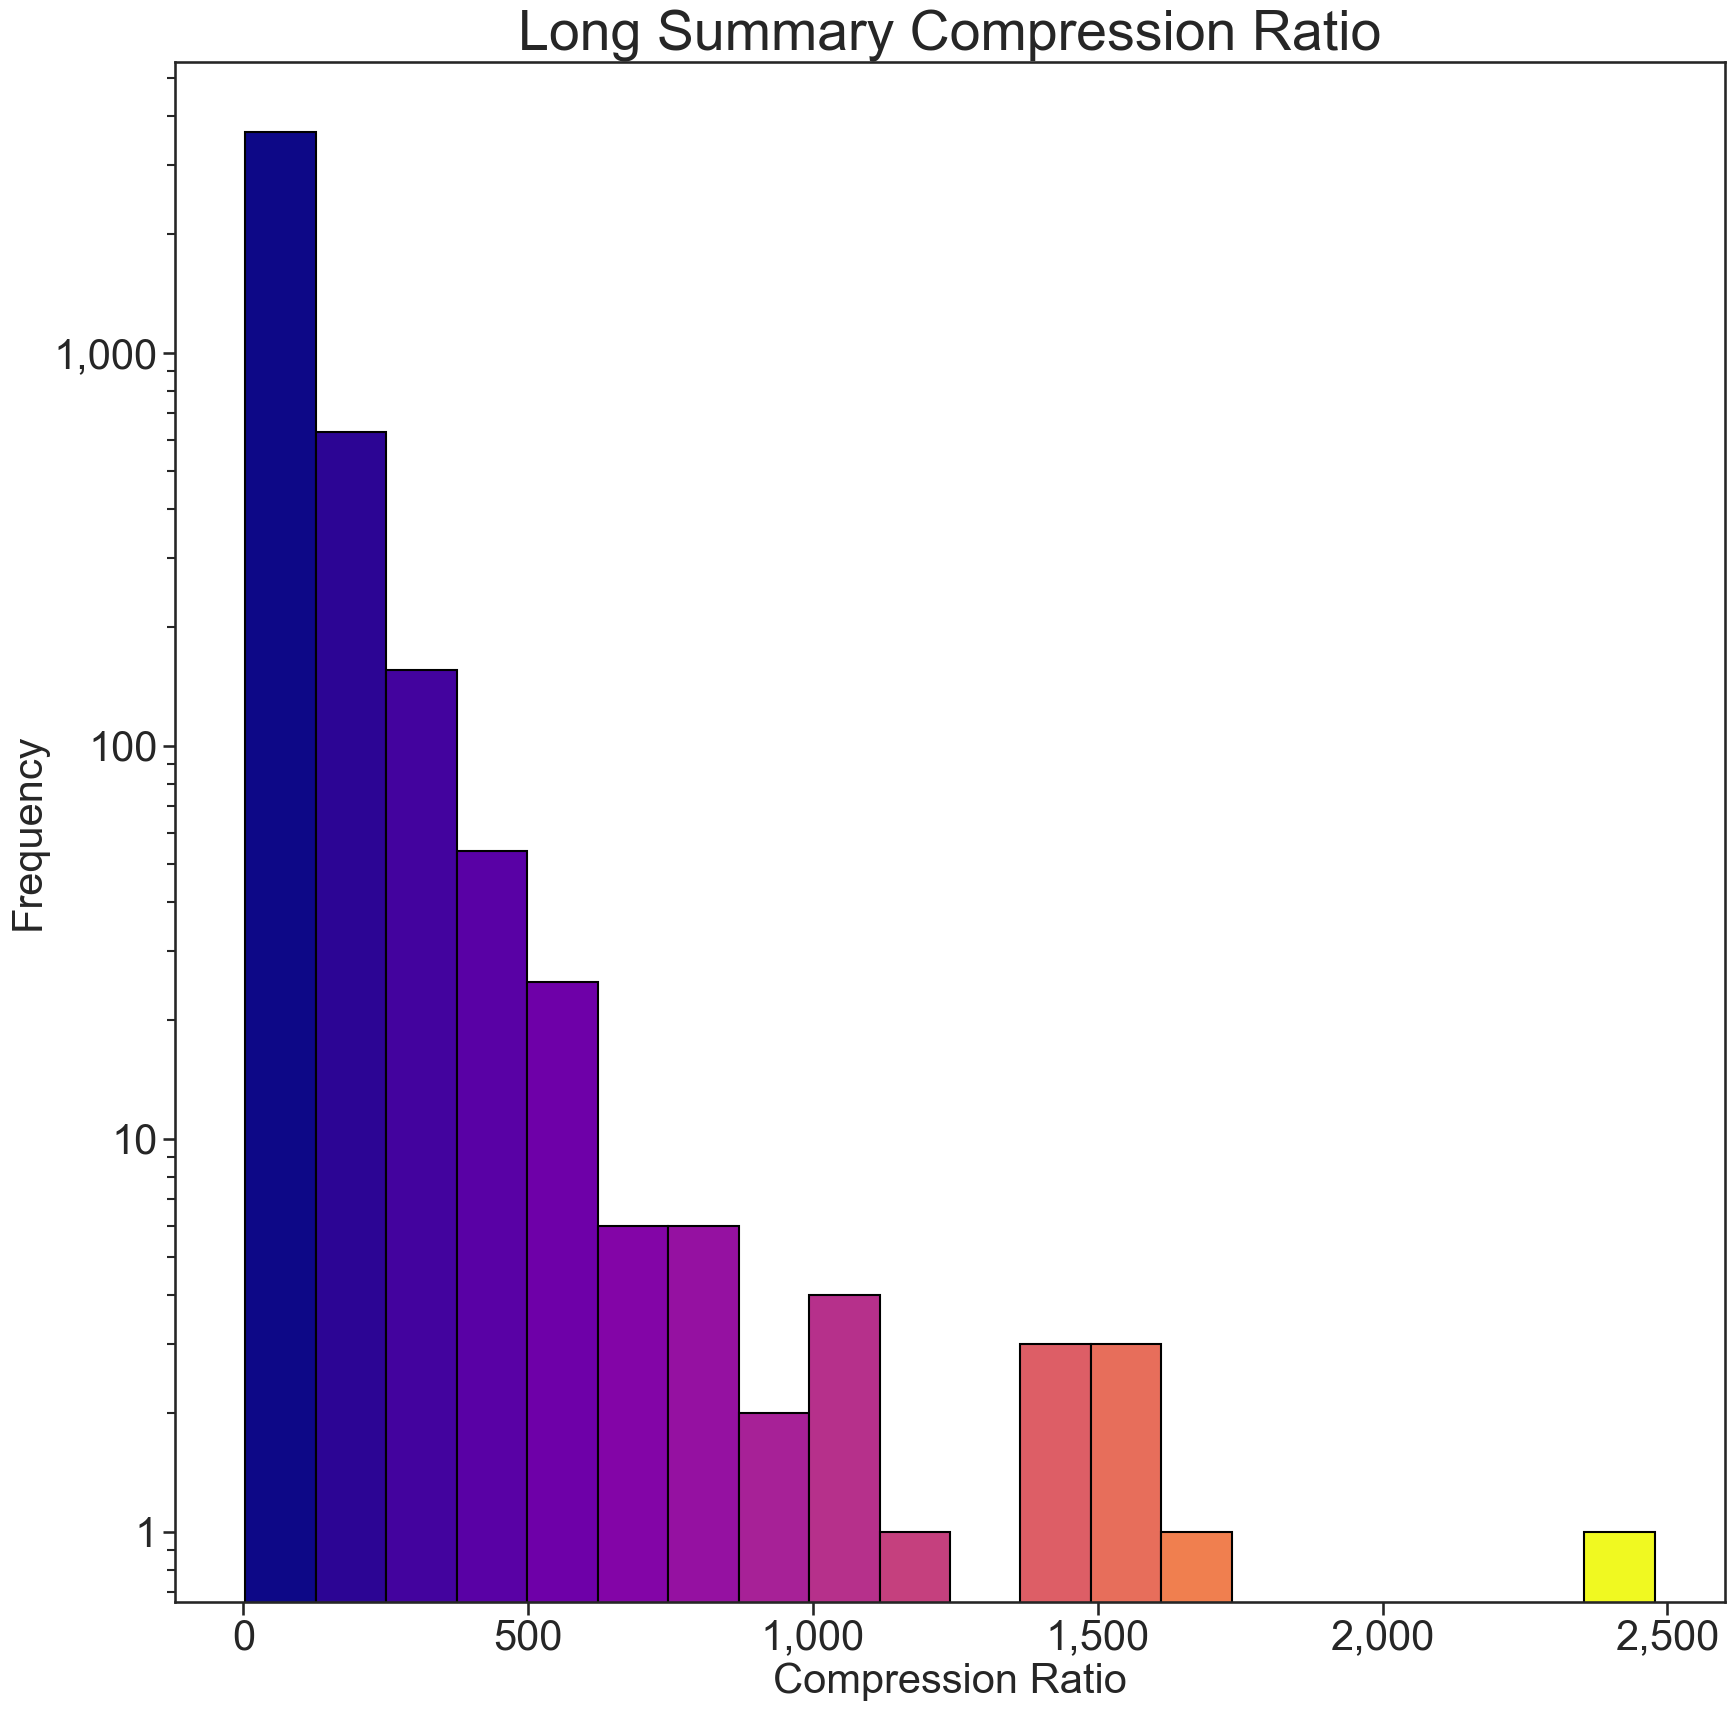 Long Summary Compression Ratio
Frequency
1,000
100
10
1
0 500 1,000 1,500 2,000 2,500
Compression Ratio